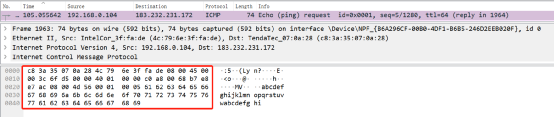 Time Source Destination Protocol Length Info
105.055642 192.168.0.104 183.232.231.172 ICMP 74 Echo (ping) request id=0x0001, seq=5/1280, ttl=64 (reply in 1964)
Frame 1963: 74 bytes on wire (592 bits), 74 bytes captured (592 bits) on interface \Device\NPF_{B6A296CF-00B0-4DF1-B6B5-246D2EEB020F}, id 0
Ethernet II, Src: IntelCor_3f:fa:de (4c:79:6e:3f:fa:de), Dst: TendaTec_07:0a:28 (c8:3a:35:07:0a:28)
Internet Protocol Version 4, Src: 192.168.0.104, Dst: 183.232.231.172
Internet Control Message Protocol
0000 c8 3a 35 07 0a 28 4c 79 6e 3f fa de 08 00 45 00 ·:5··(Ly n?····E·
0010 00 3c 6f d5 00 00 40 01 00 00 c0 a8 00 68 b7 e8 ·<o···@· ·····h··
0020 e7 ac 08 00 4d 56 00 01 00 05 61 62 63 64 65 66 ····MV·· ··abcdef
0030 67 68 69 6a 6b 6c 6d 6e 6f 70 71 72 73 74 75 76 ghijklmn opqrstuv
0040 77 61 62 63 64 65 66 67 68 69 wabcdefg hi